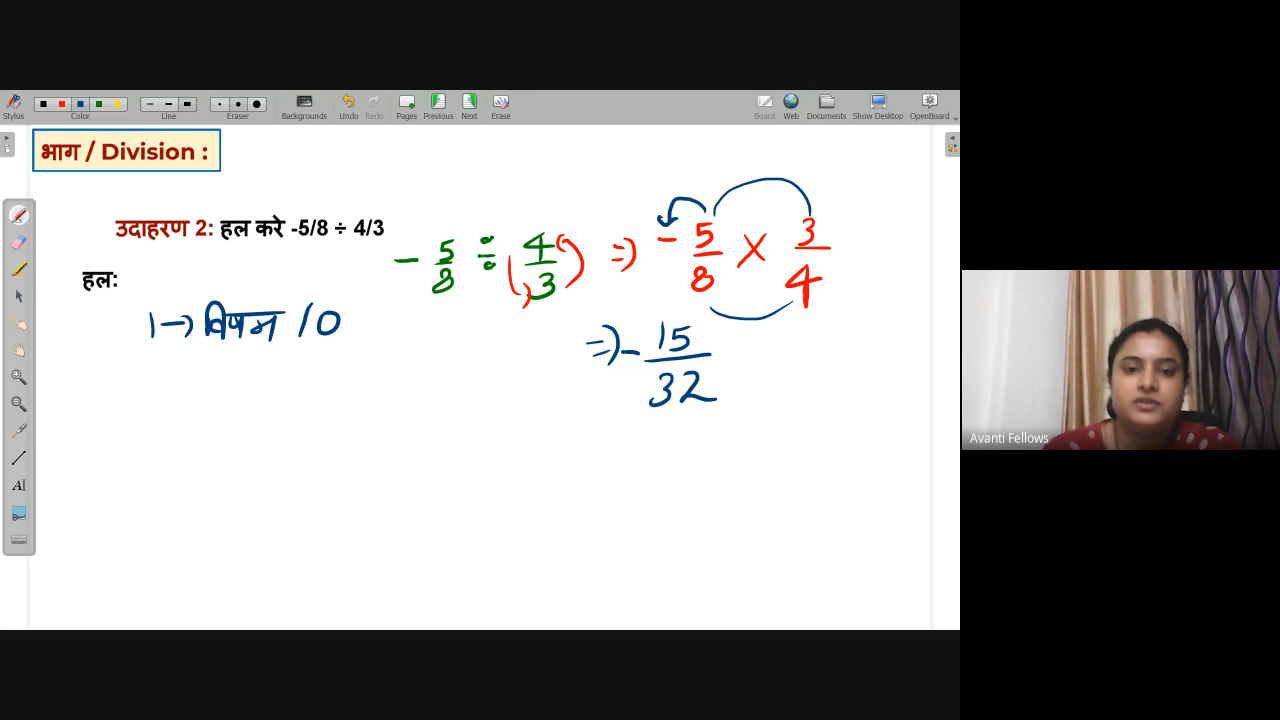 Stylus
Color
Line
Eraser
Backgrounds
Undo
Redo
Pages
Previous
Next
Erase
Board
Web
Documents
Show Desktop
OpenBoard
भाग / Division :
उदाहरण 2: हल करे -5/8 ÷ 4/3
- 5/8 ÷ (4/3) => - 5/8 × 3/4
हल:
1 -> विषम / 0
=> - 15/32
Avanti Fellows